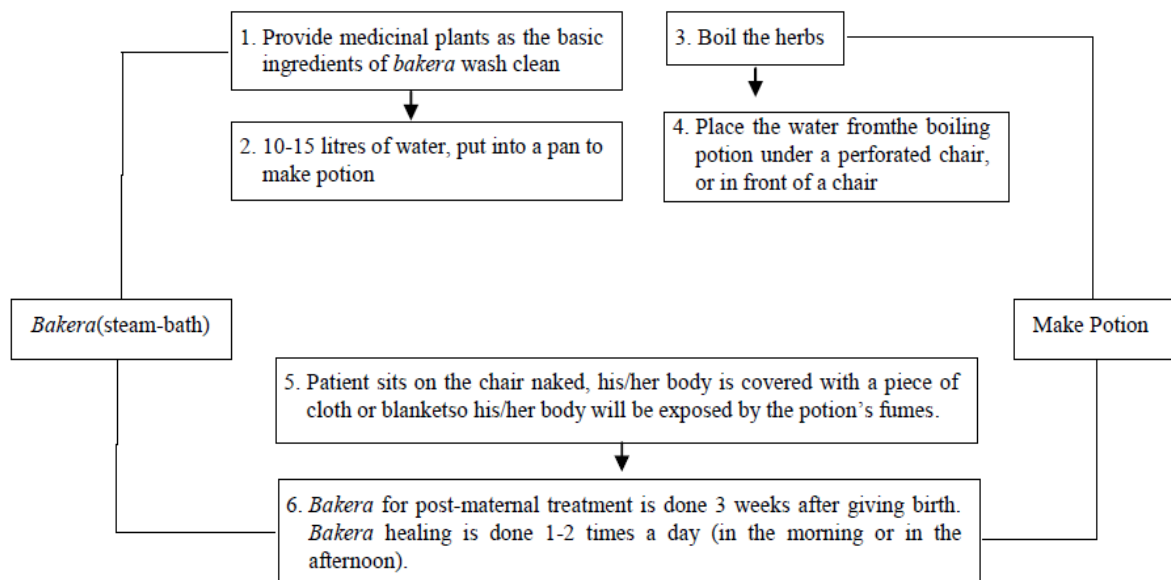 1. Provide medicinal plants as the basic
ingredients of bakera wash clean
2. 10-15 litres of water, put into a pan to
make potion
3. Boil the herbs
4. Place the water fromthe boiling
potion under a perforated chair,
or in front of a chair
Bakera(steam-bath)
Make Potion
5. Patient sits on the chair naked, his/her body is covered with a piece of
cloth or blanketso his/her body will be exposed by the potion’s fumes.
6. Bakera for post-maternal treatment is done 3 weeks after giving birth.
Bakera healing is done 1-2 times a day (in the morning or in the
afternoon).